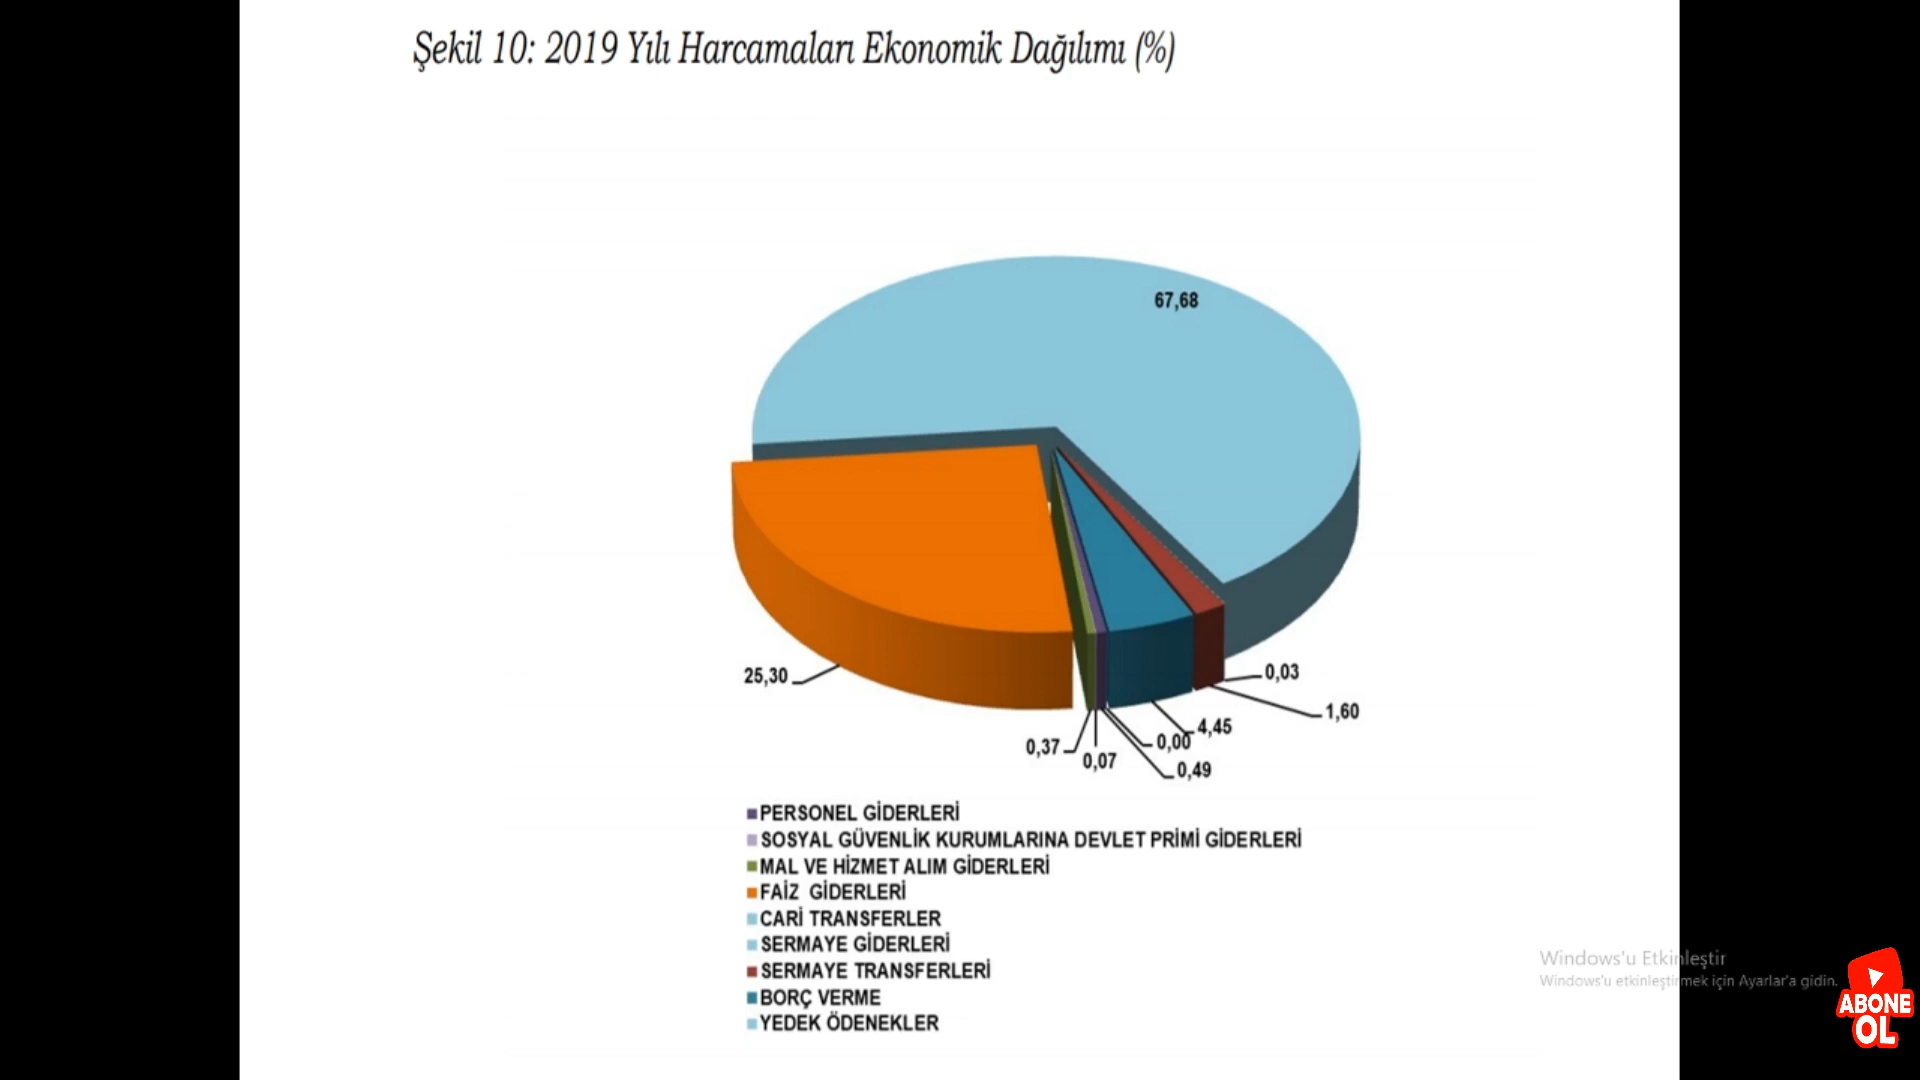 Şekil 10: 2019 Yılı Harcamaları Ekonomik Dağılımı (%)
67,68
25,30
0,03
1,60
4,45
0,00
0,37
0,07
0,49
PERSONEL GİDERLERİ
SOSYAL GÜVENLİK KURUMLARINA DEVLET PRİMİ GİDERLERİ
MAL VE HİZMET ALIM GİDERLERİ
FAİZ GİDERLERİ
CARİ TRANSFERLER
SERMAYE GİDERLERİ
SERMAYE TRANSFERLERİ
BORÇ VERME
YEDEK ÖDENEKLER
Windows'u Etkinleştir
Windows'u etkinleştirmek için Ayarlar'a gidin.
ABONE
OL